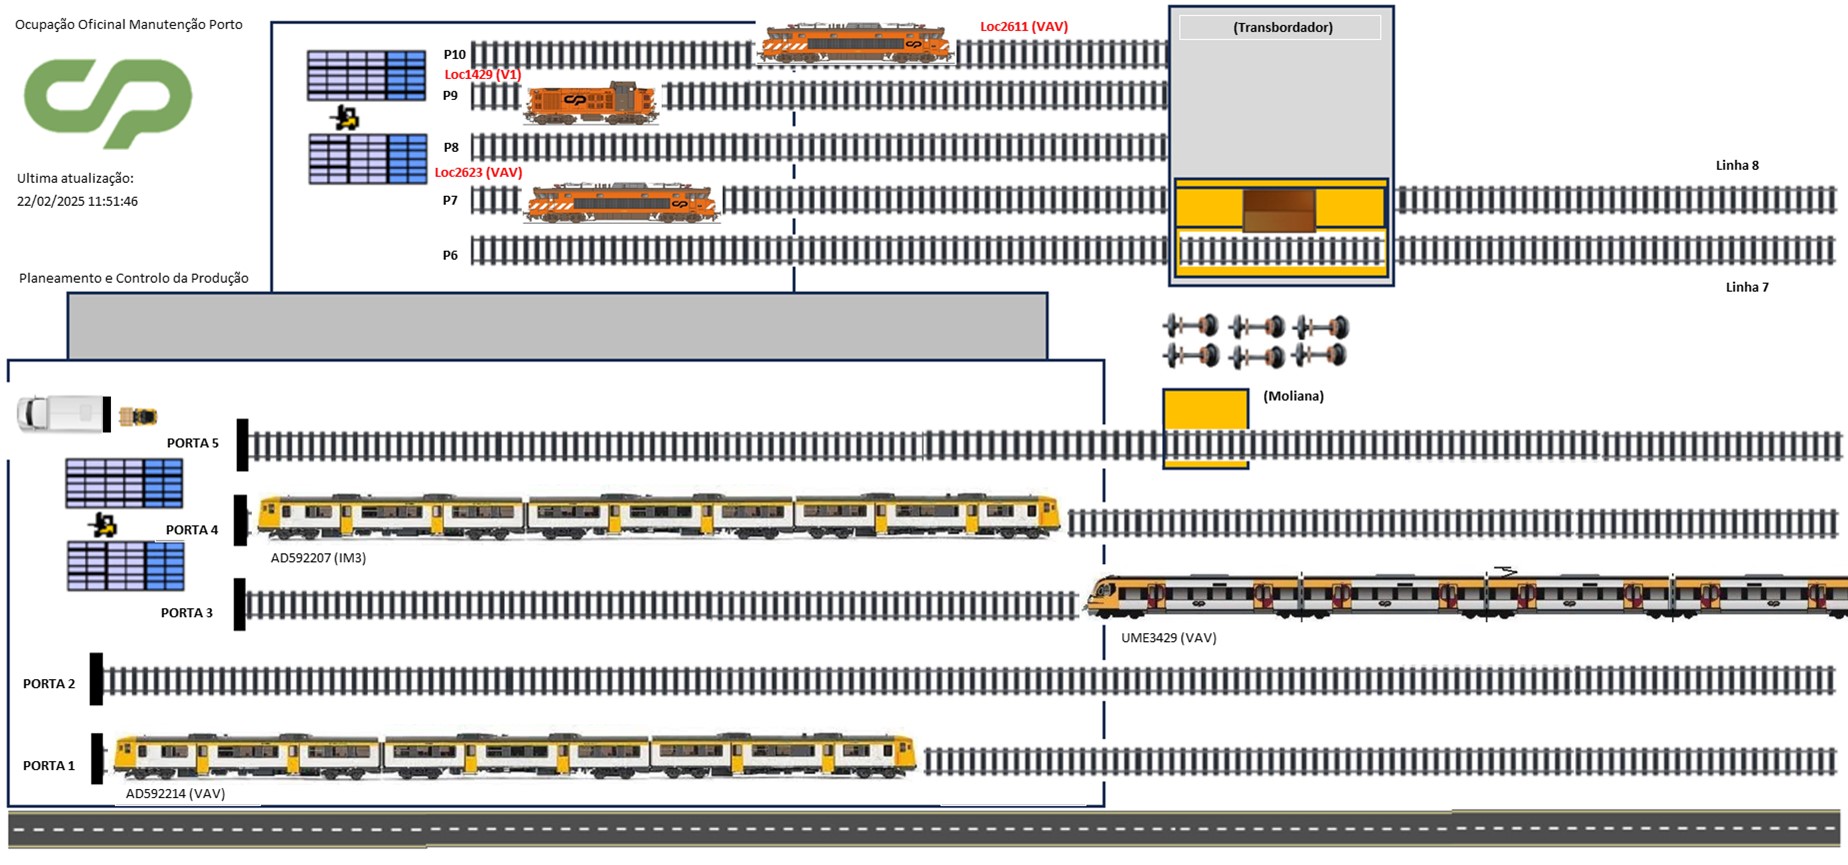 Ocupação Oficinal Manutenção Porto
Loc2611 (VAV)
(Transbordador)
P10
Loc1429 (V1)
P9
P8
Linha 8
Loc2623 (VAV)
Ultima atualização:
22/02/2025 11:51:46
P7
P6
Planeamento e Controlo da Produção
Linha 7
(Moliana)
PORTA 5
PORTA 4
AD592207 (IM3)
PORTA 3
UME3429 (VAV)
PORTA 2
PORTA 1
AD592214 (VAV)